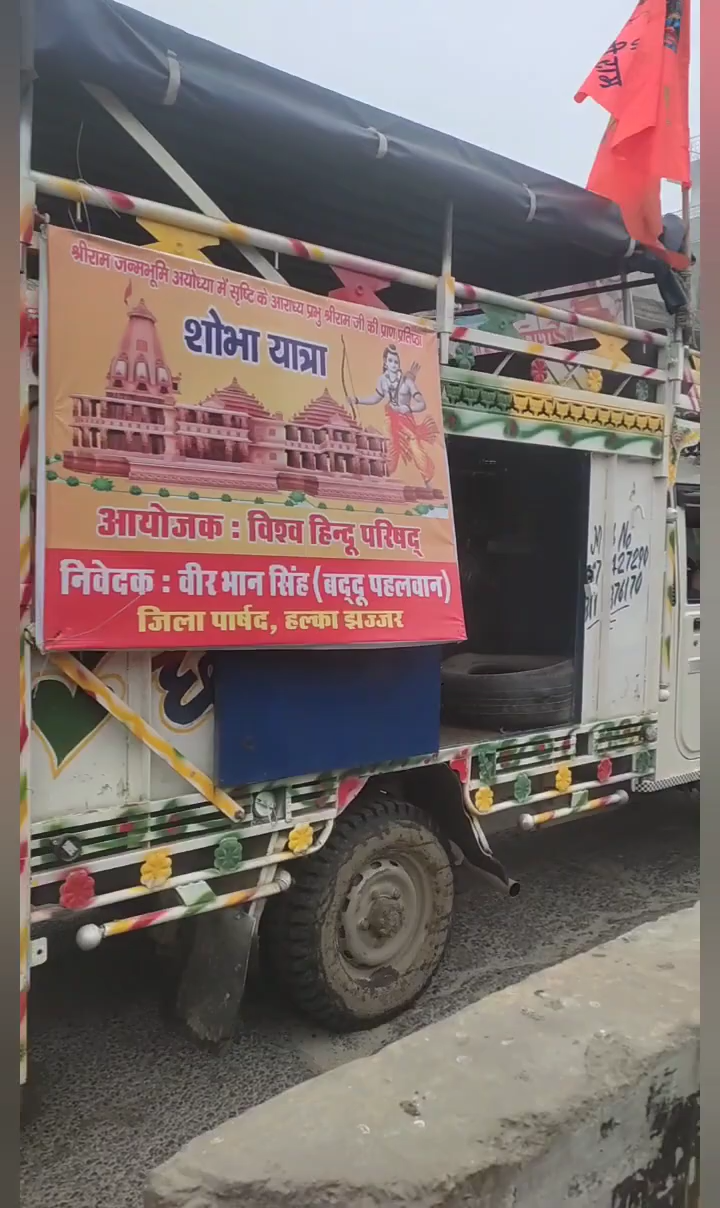 श्रीराम जन्मभूमि अयोध्या में सृष्टि के आराध्य प्रभु श्रीराम जी की प्राण प्रतिष्ठा
शोभा यात्रा
आयोजक : विश्व हिन्दू परिषद्
निवेदक : वीर भान सिंह (बद्दू पहलवान)
जिला पार्षद, हल्का झज्जर